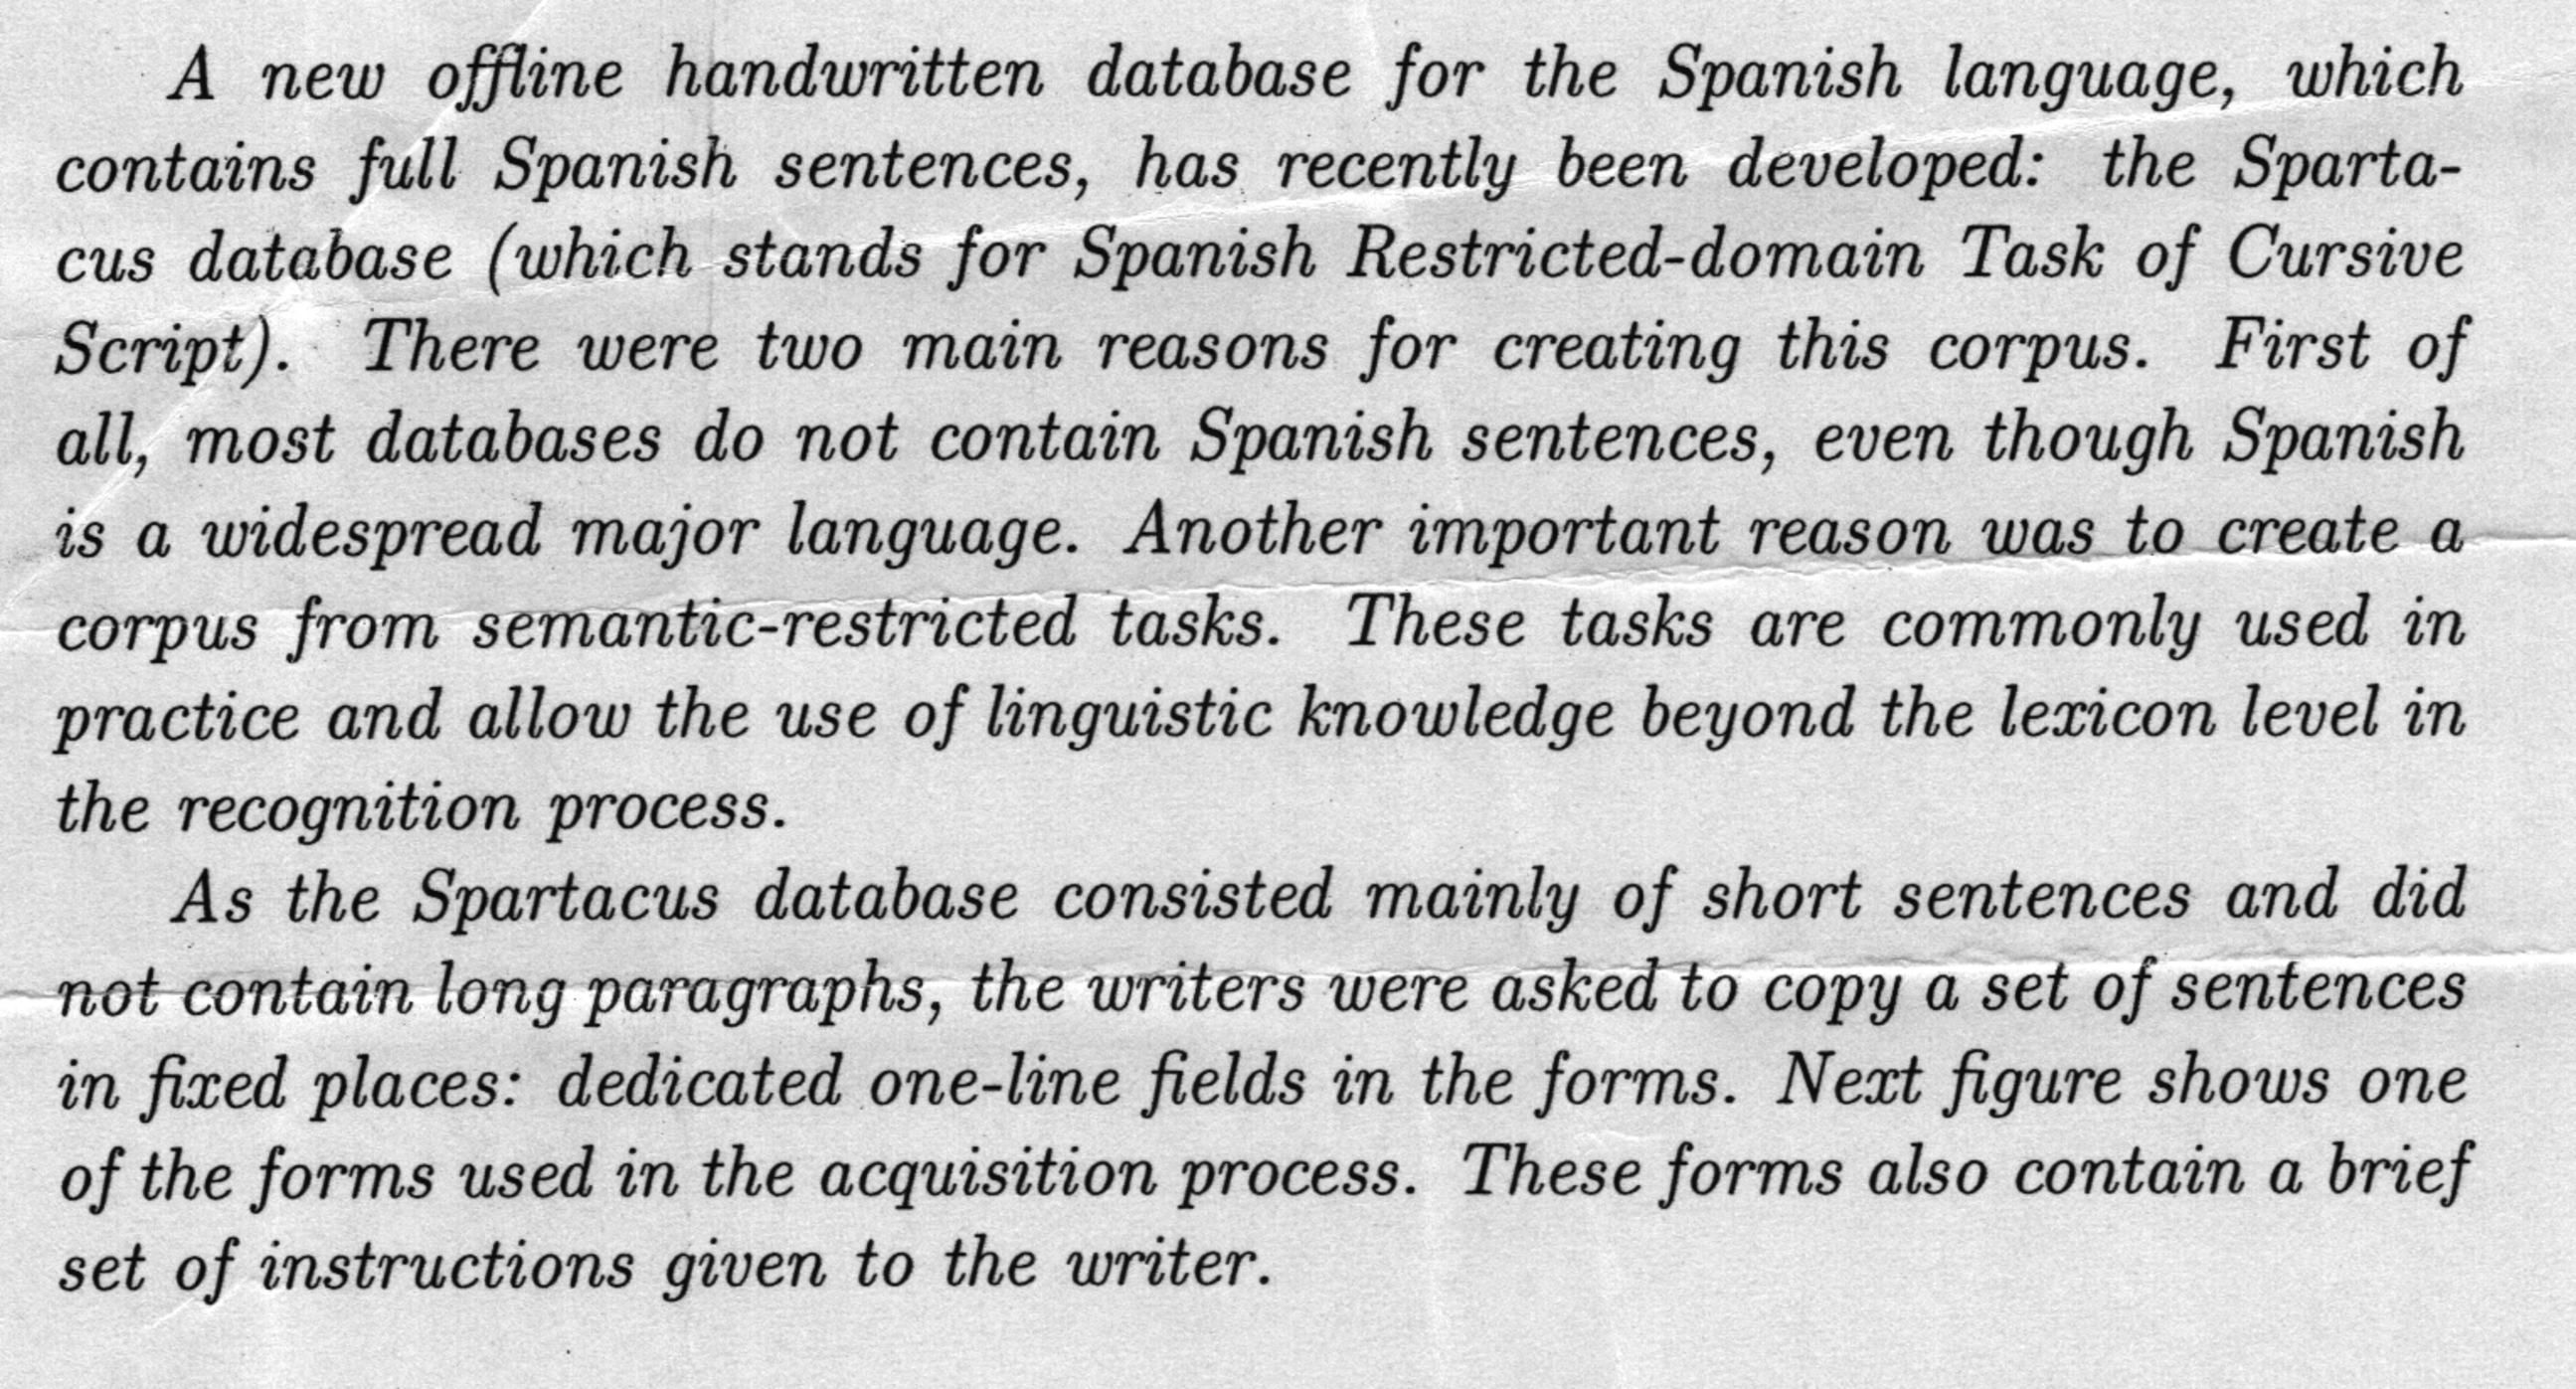 A new offline handwritten database for the Spanish language, which
contains full Spanish sentences, has recently been developed: the Sparta-
cus database (which stands for Spanish Restricted-domain Task of Cursive
Script). There were two main reasons for creating this corpus. First of
all, most databases do not contain Spanish sentences, even though Spanish
is a widespread major language. Another important reason was to create a
corpus from semantic-restricted tasks. These tasks are commonly used in
practice and allow the use of linguistic knowledge beyond the lexicon level in
the recognition process.
As the Spartacus database consisted mainly of short sentences and did
not contain long paragraphs, the writers were asked to copy a set of sentences
in fixed places: dedicated one-line fields in the forms. Next figure shows one
of the forms used in the acquisition process. These forms also contain a brief
set of instructions given to the writer.